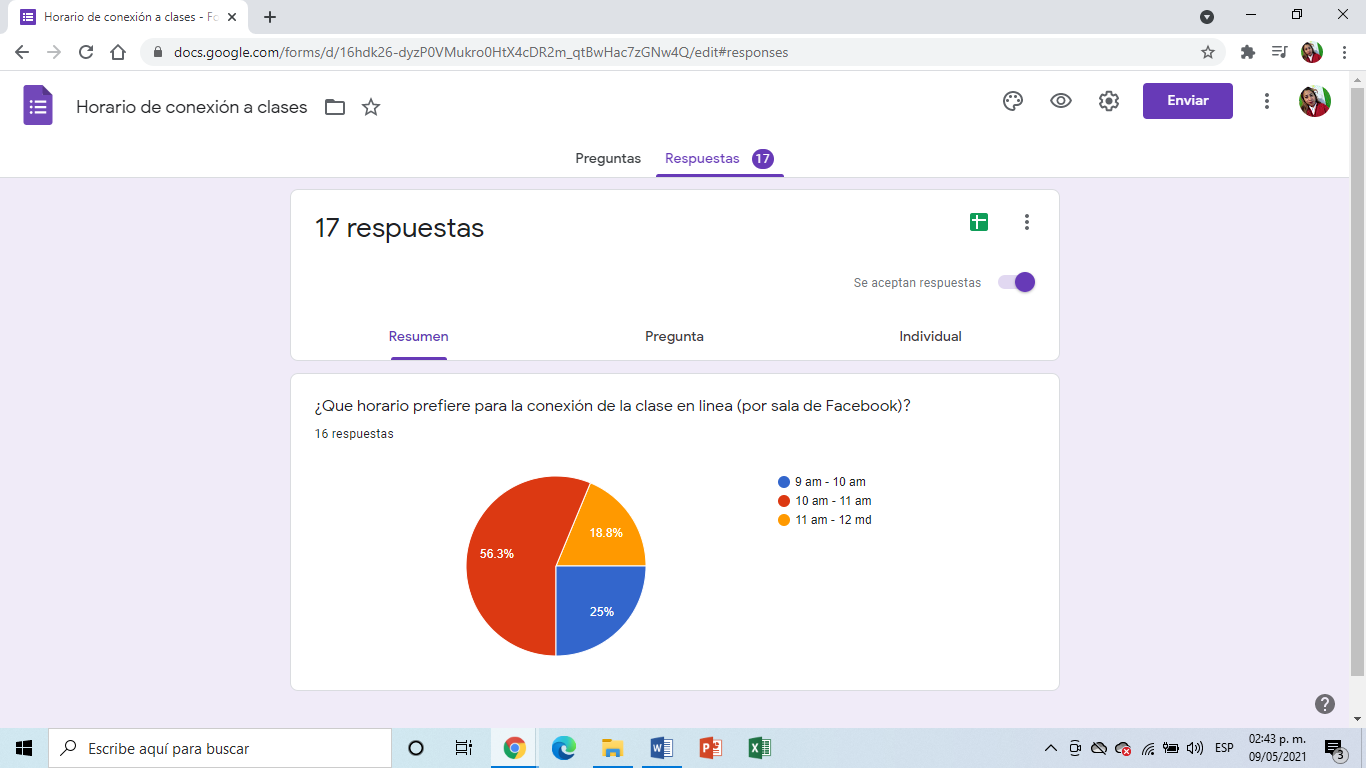 Horario de conexión a clases - Fo
docs.google.com/forms/d/16hdk26-dyzP0VMukro0HtX4cDR2m_qtBwHac7zGNw4Q/edit#responses
Horario de conexión a clases
Enviar
Preguntas
Respuestas 17
17 respuestas
Se aceptan respuestas
Resumen
Pregunta
Individual
¿Que horario prefiere para la conexión de la clase en linea (por sala de Facebook)?
16 respuestas
9 am - 10 am
10 am - 11 am
11 am - 12 md
18.8%
56.3%
25%
Escribe aquí para buscar
ESP
02:43 p. m.
09/05/2021
3